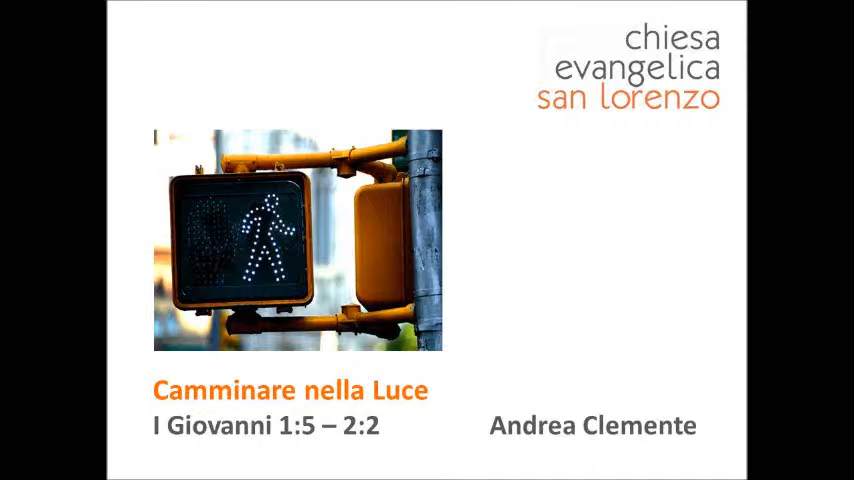 chiesa
evangelica
san lorenzo
Camminare nella Luce
I Giovanni 1:5 – 2:2
Andrea Clemente